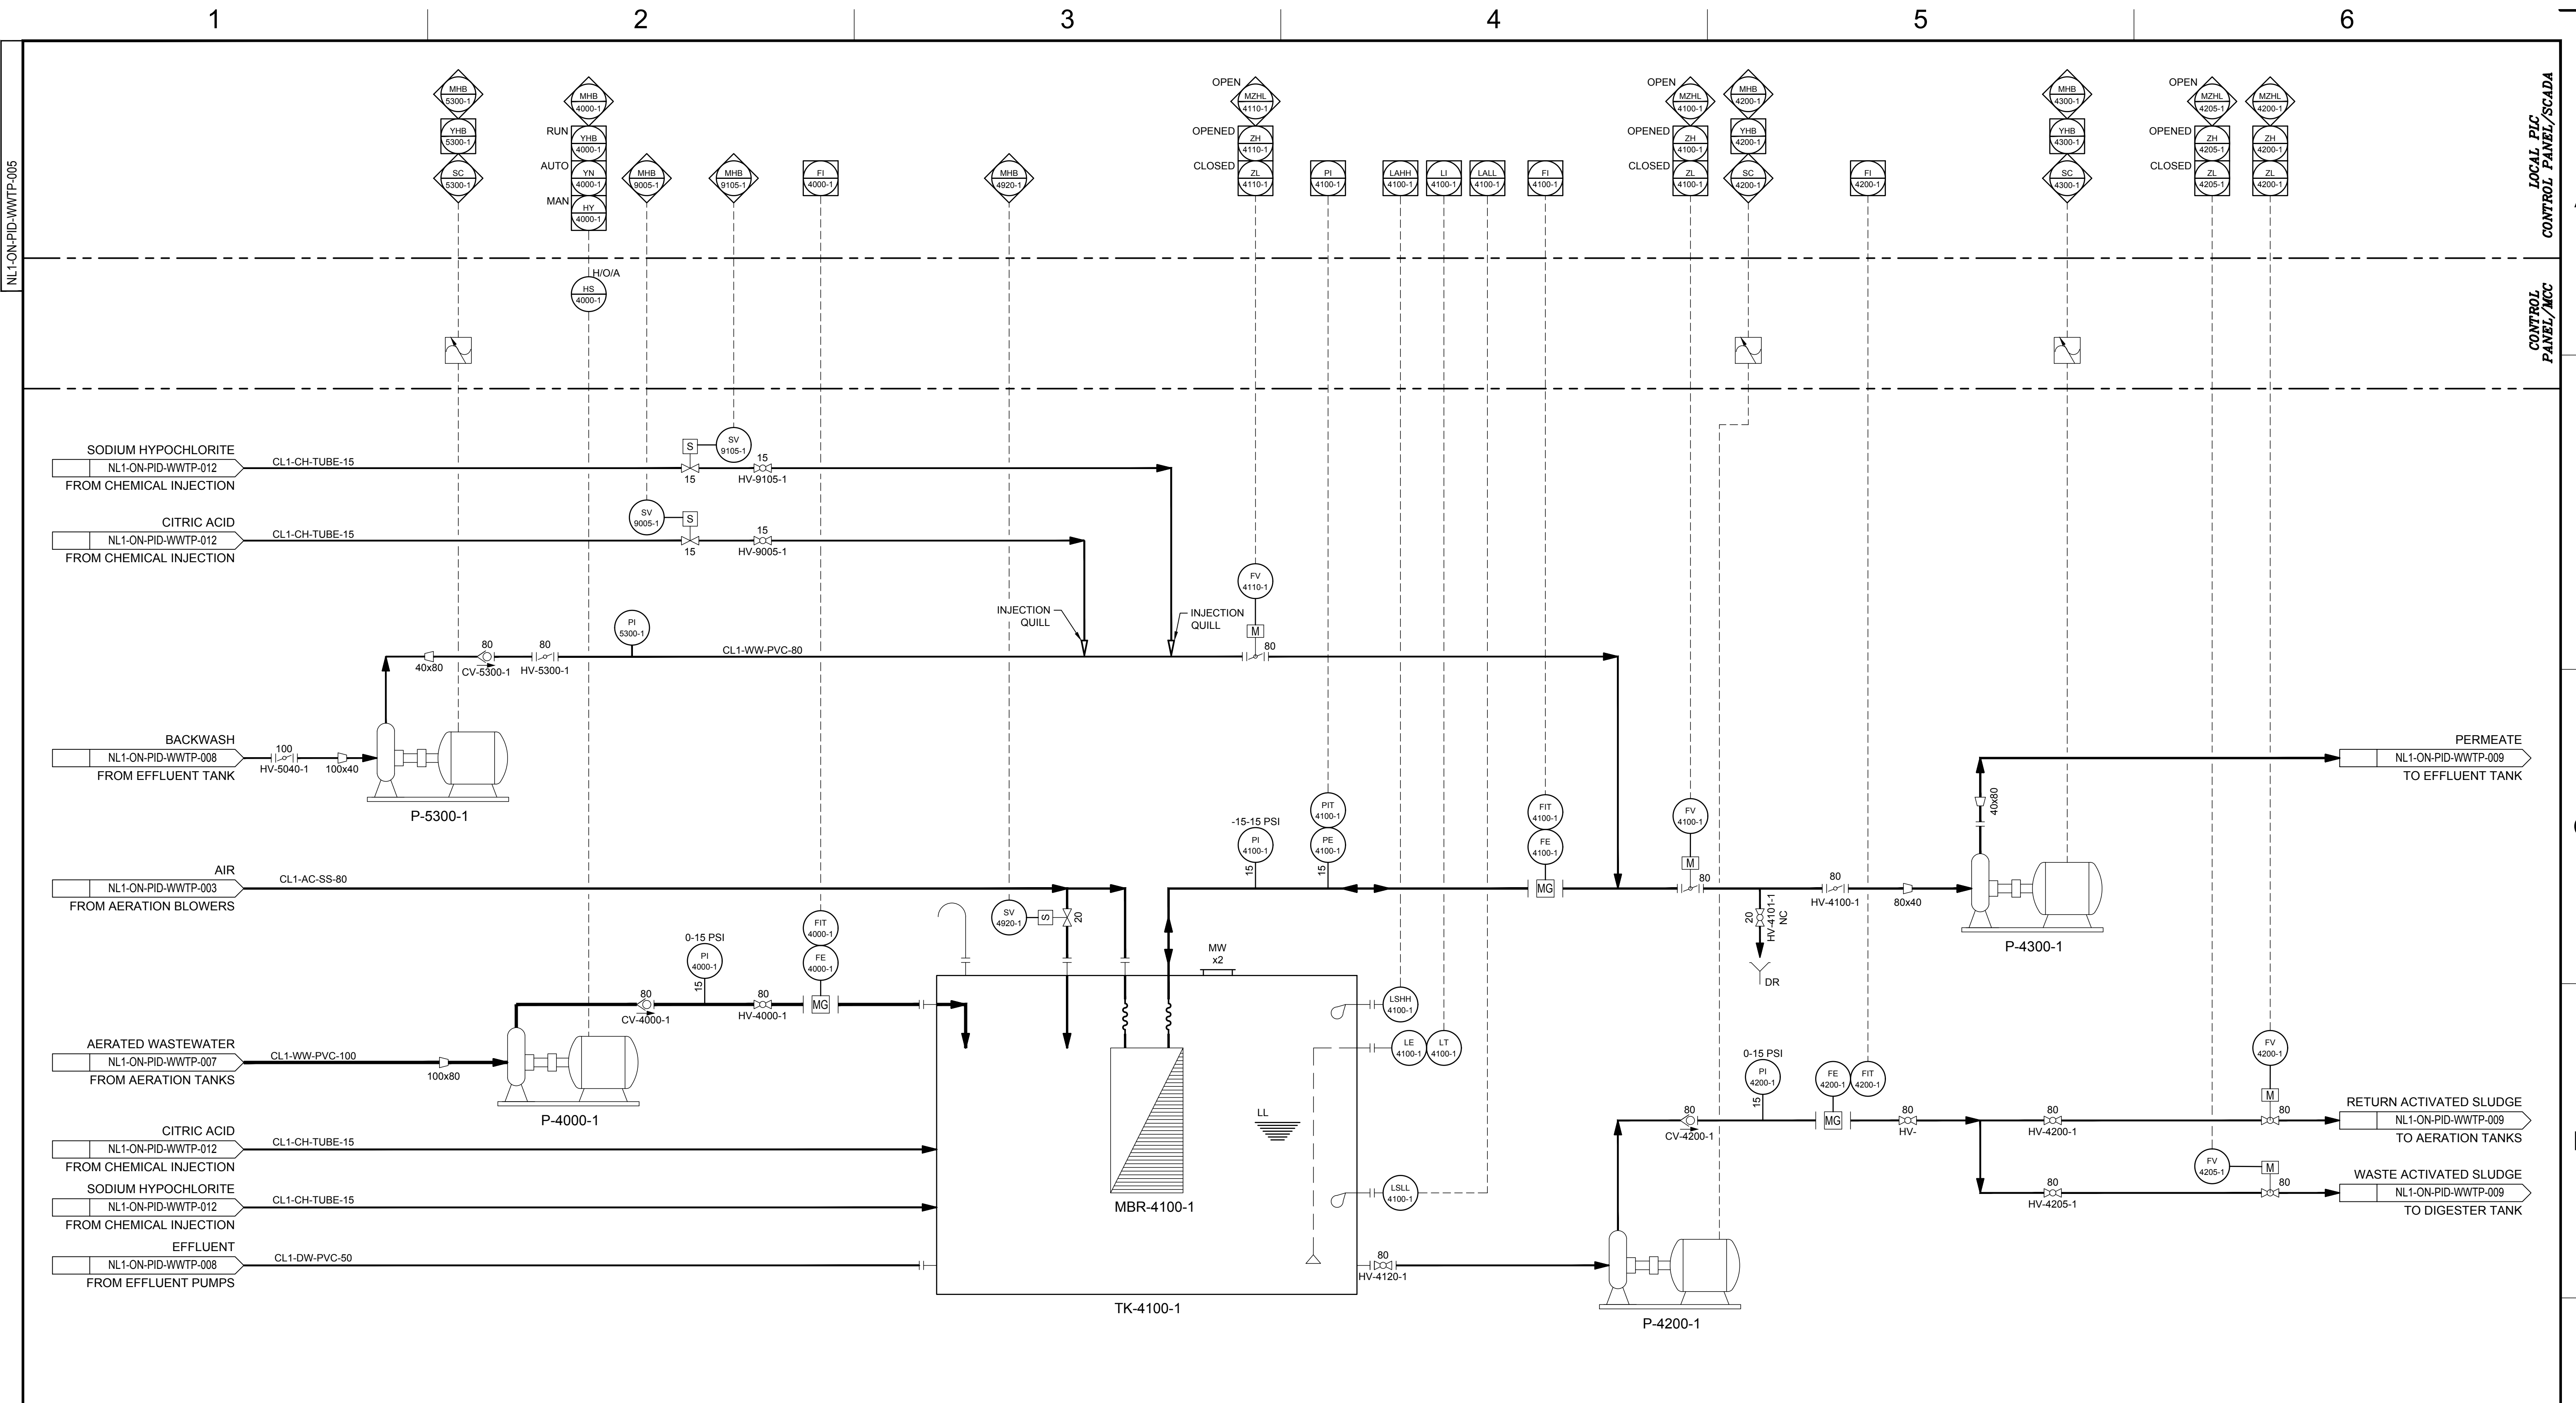 1
2
3
4
5
6
NL1-ON-PID-WWTP-005
LOCAL PLC
CONTROL PANEL/SCADA
CONTROL
PANEL/MCC
MHB
5300-1
YHB
5300-1
SC
5300-1
MHB
4000-1
RUN
YHB
4000-1
AUTO
YN
4000-1
MAN
HY
4000-1
H/O/A
HS
4000-1
MHB
9005-1
MHB
9105-1
FI
4000-1
MHB
4920-1
OPEN
MZHL
4110-1
OPENED
ZH
4110-1
CLOSED
ZL
4110-1
PI
4100-1
LAHH
4100-1
LI
4100-1
LALL
4100-1
FI
4100-1
OPEN
MZHL
4100-1
OPENED
ZH
4100-1
CLOSED
ZL
4100-1
MHB
4200-1
YHB
4200-1
SC
4200-1
FI
4200-1
MHB
4300-1
YHB
4300-1
SC
4300-1
OPEN
MZHL
4205-1
OPENED
ZH
4205-1
CLOSED
ZL
4205-1
MZHL
4200-1
ZH
4200-1
ZL
4200-1
SODIUM HYPOCHLORITE
NL1-ON-PID-WWTP-012
FROM CHEMICAL INJECTION
CL1-CH-TUBE-15
S
15
SV
9105-1
15
HV-9105-1
CITRIC ACID
NL1-ON-PID-WWTP-012
FROM CHEMICAL INJECTION
CL1-CH-TUBE-15
SV
9005-1
S
15
15
HV-9005-1
INJECTION
QUILL
INJECTION
QUILL
FV
4110-1
M
80
40x80
80
CV-5300-1
80
HV-5300-1
PI
5300-1
CL1-WW-PVC-80
BACKWASH
NL1-ON-PID-WWTP-008
FROM EFFLUENT TANK
100
HV-5040-1
100x40
P-5300-1
PERMEATE
NL1-ON-PID-WWTP-009
TO EFFLUENT TANK
40x80
AIR
NL1-ON-PID-WWTP-003
FROM AERATION BLOWERS
CL1-AC-SS-80
SV
4920-1
S
20
-15-15 PSI
PI
4100-1
PIT
4100-1
PE
4100-1
15
15
FIT
4100-1
FE
4100-1
MG
FV
4100-1
M
80
20
HV-4101-1
NC
DR
80
HV-4100-1
80x40
P-4300-1
MW
x2
0-15 PSI
PI
4000-1
15
FIT
4000-1
FE
4000-1
MG
80
CV-4000-1
80
HV-4000-1
AERATED WASTEWATER
NL1-ON-PID-WWTP-007
FROM AERATION TANKS
CL1-WW-PVC-100
100x80
P-4000-1
LSHH
4100-1
LE
4100-1
LT
4100-1
LL
LSLL
4100-1
MBR-4100-1
TK-4100-1
CITRIC ACID
NL1-ON-PID-WWTP-012
FROM CHEMICAL INJECTION
CL1-CH-TUBE-15
SODIUM HYPOCHLORITE
NL1-ON-PID-WWTP-012
FROM CHEMICAL INJECTION
CL1-CH-TUBE-15
EFFLUENT
NL1-ON-PID-WWTP-008
FROM EFFLUENT PUMPS
CL1-DW-PVC-50
80
HV-4120-1
P-4200-1
80
CV-4200-1
0-15 PSI
PI
4200-1
15
FE
4200-1
FIT
4200-1
MG
80
HV-
80
HV-4200-1
FV
4200-1
M
80
RETURN ACTIVATED SLUDGE
NL1-ON-PID-WWTP-009
TO AERATION TANKS
80
HV-4205-1
FV
4205-1
M
80
WASTE ACTIVATED SLUDGE
NL1-ON-PID-WWTP-009
TO DIGESTER TANK